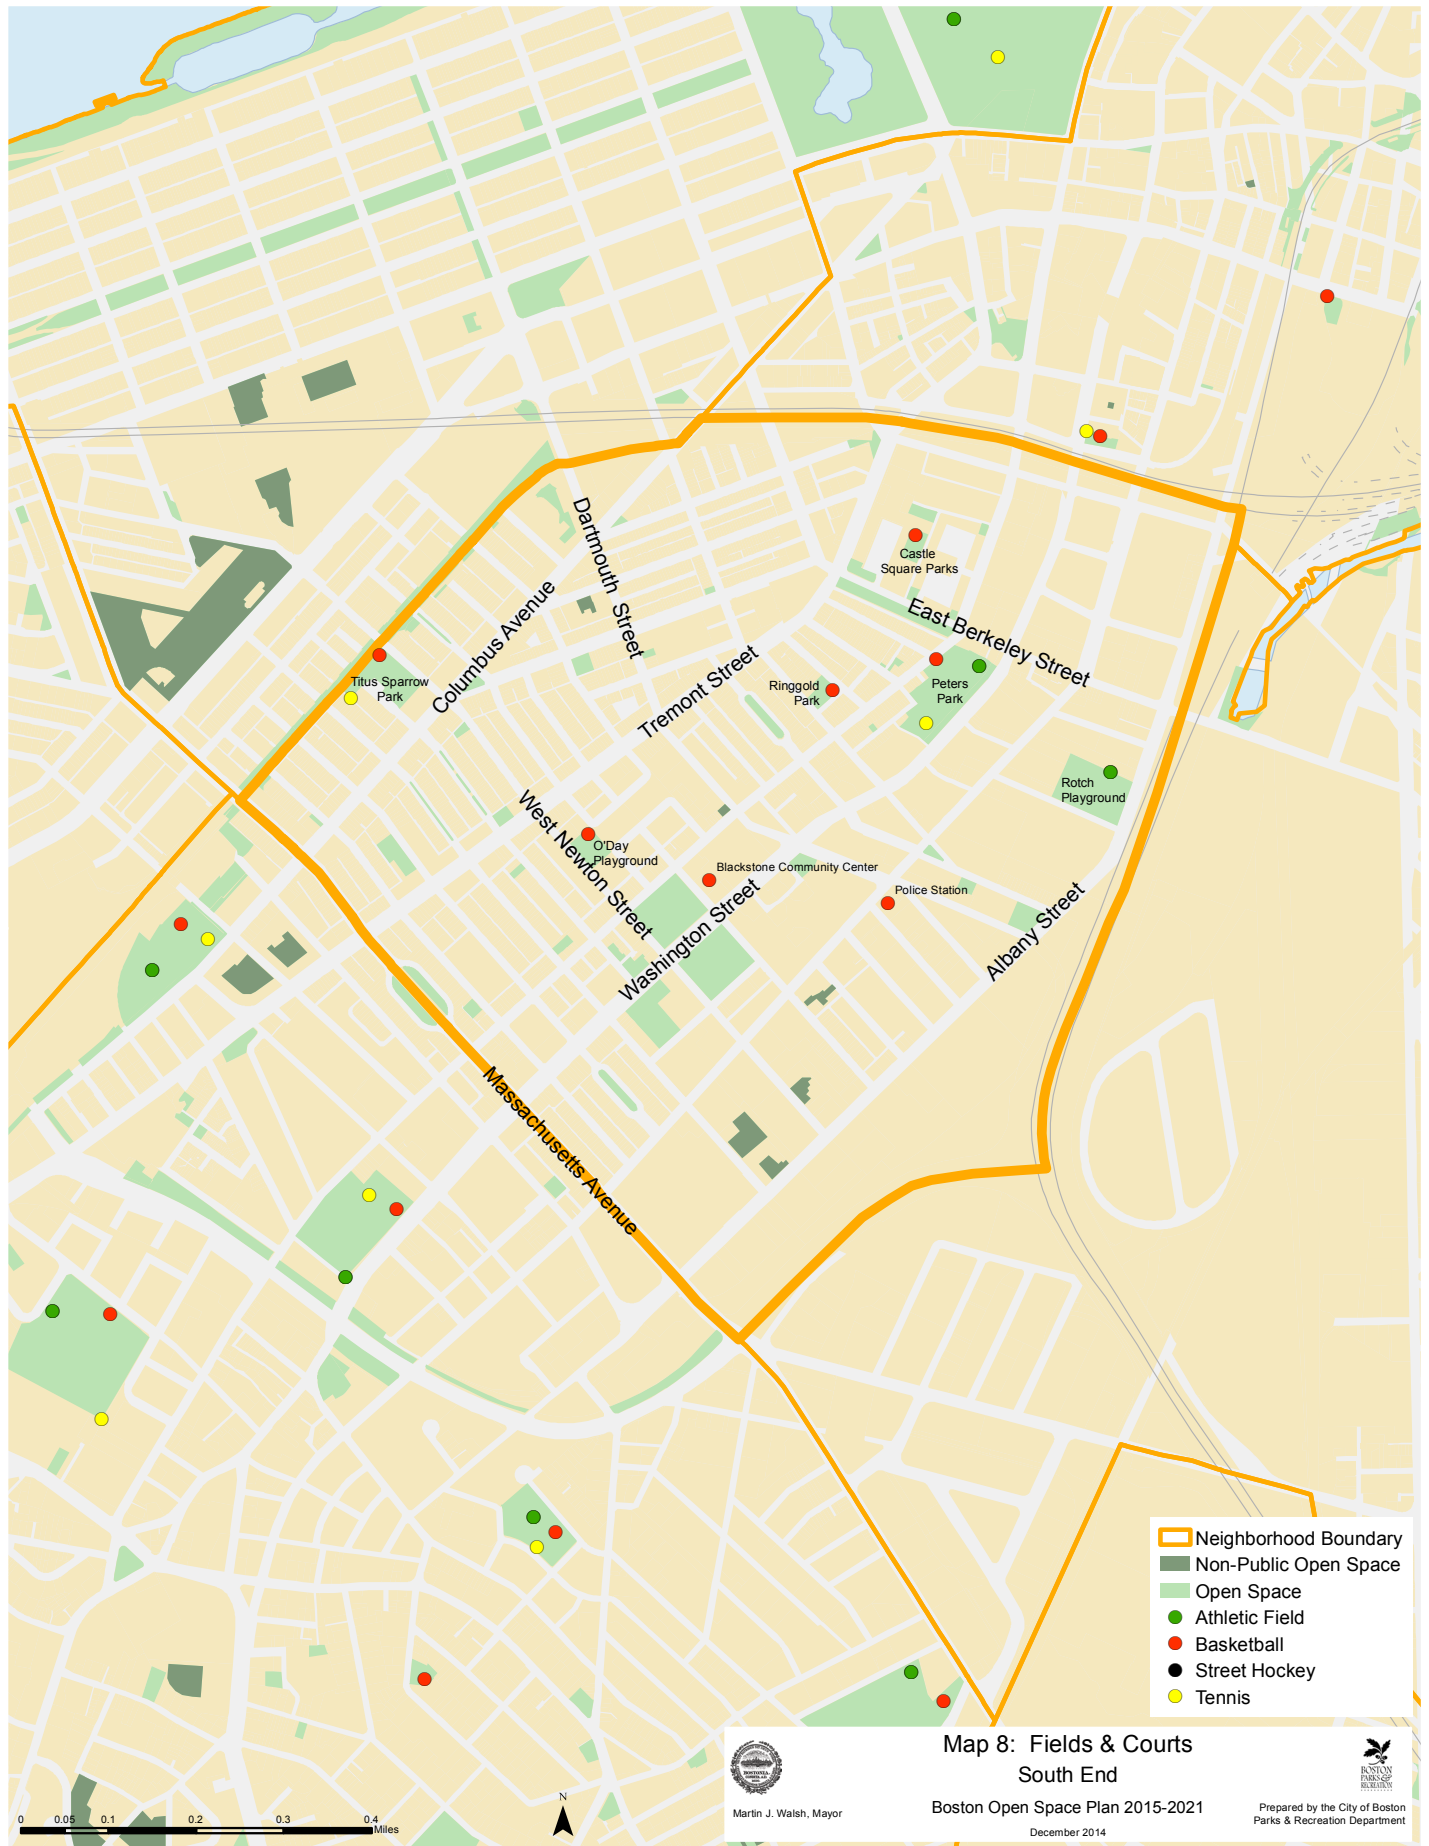 Dartmouth Street
Castle
Square Parks
Columbus Avenue
East Berkeley Street
Titus Sparrow
Park
Tremont Street
Ringgold
Park
Peters
Park
Rotch
Playground
West Newton Street
O'Day
Playground
Blackstone Community Center
Police Station
Washington Street
Albany Street
Massachusetts Avenue
Neighborhood Boundary
Non-Public Open Space
Open Space
Athletic Field
Basketball
Street Hockey
Tennis
Map 8: Fields & Courts
South End
Boston Open Space Plan 2015-2021
December 2014
Martin J. Walsh, Mayor
BOSTON
PARKS &
RECREATION
Prepared by the City of Boston
Parks & Recreation Department
N
0 0.05 0.1 0.2 0.3 0.4
Miles